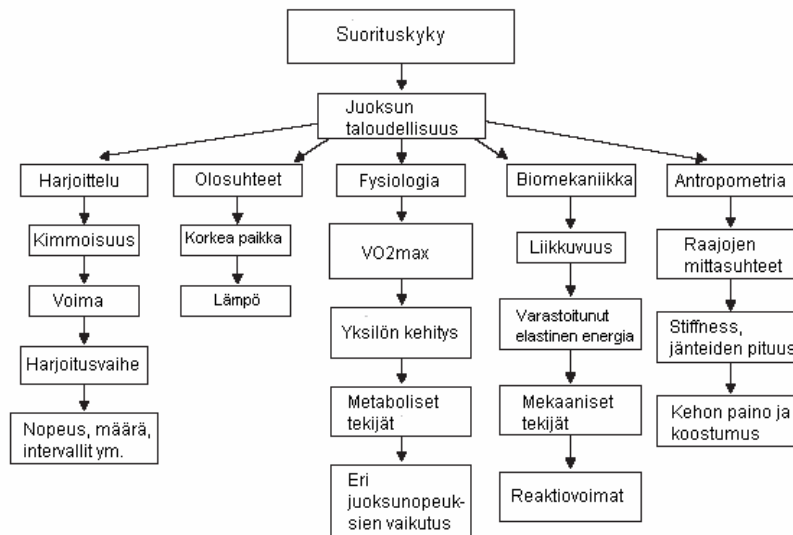 Suorituskyky
Juoksun
taloudellisuus
Harjoittelu
Olosuhteet
Fysiologia
Biomekaniikka
Antropometria
Kimmoisuus
Korkea paikka
VO2max
Liikkuvuus
Raajojen
mittasuhteet
Voima
Lämpö
Yksilön kehitys
Varastoitunut
elastinen energia
Stiffness,
jänteiden pituus
Harjoitusvaihe
Metaboliset
tekijät
Mekaaniset
tekijät
Kehon paino ja
koostumus
Nopeus, määrä,
intervallit ym.
Eri
juoksunopeuk-
sien vaikutus
Reaktiovoimat